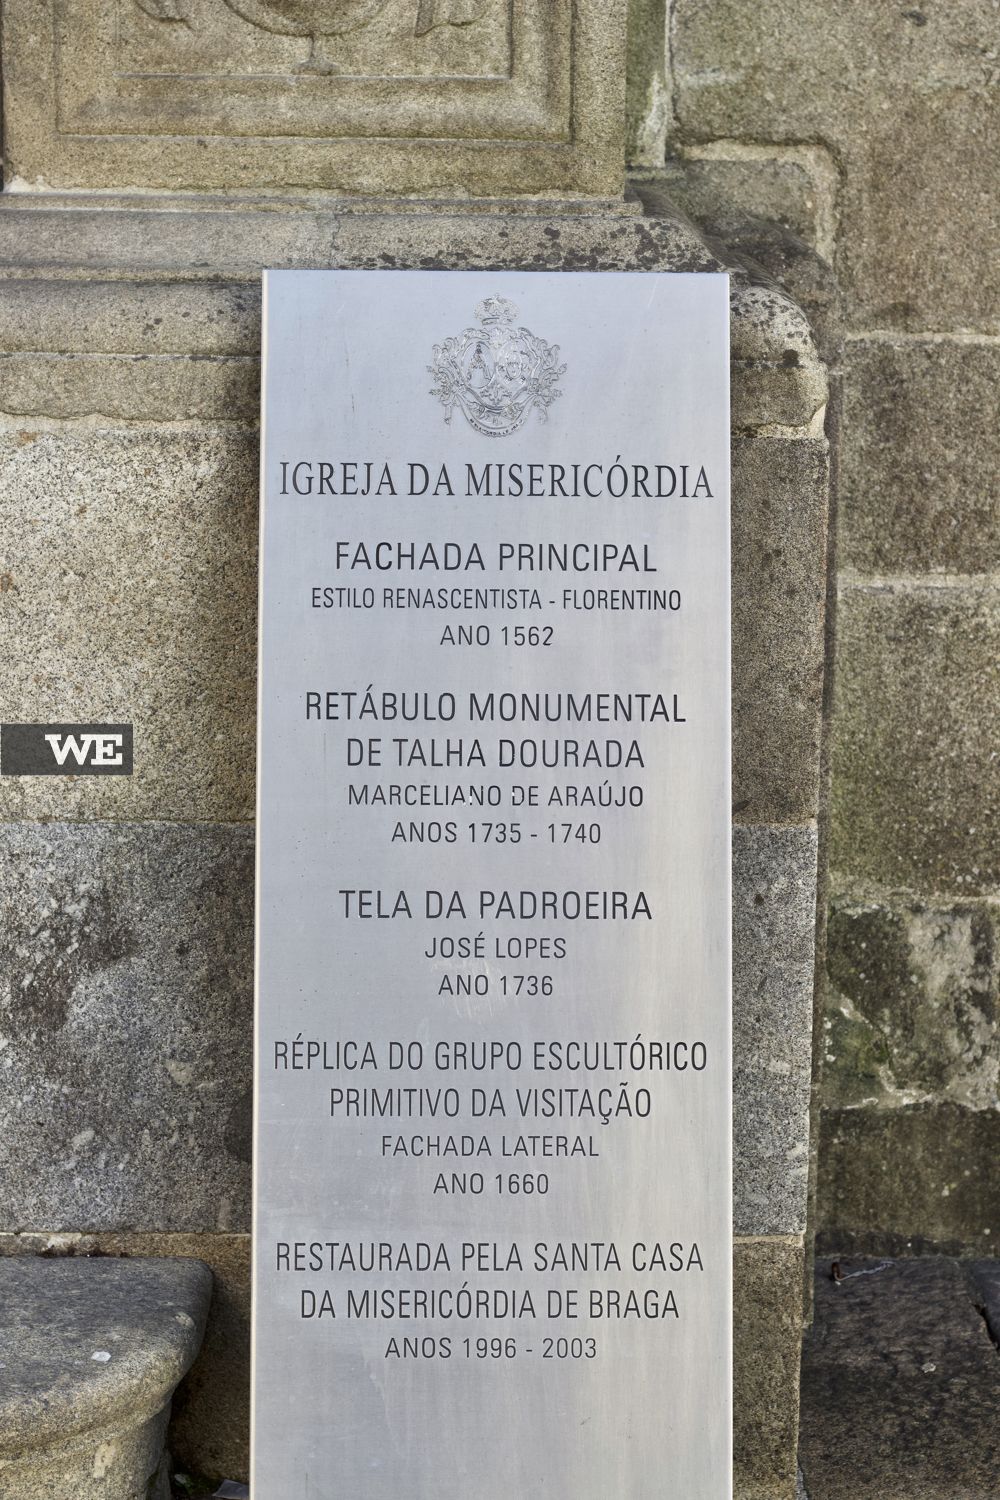 IGREJA DA MISERICÓRDIA
FACHADA PRINCIPAL
ESTILO RENASCENTISTA - FLORENTINO
ANO 1562
RETÁBULO MONUMENTAL
DE TALHA DOURADA
MARCELIANO DE ARAÚJO
ANOS 1735 - 1740
TELA DA PADROEIRA
JOSÉ LOPES
ANO 1736
RÉPLICA DO GRUPO ESCULTÓRICO
PRIMITIVO DA VISITAÇÃO
FACHADA LATERAL
ANO 1660
RESTAURADA PELA SANTA CASA
DA MISERICÓRDIA DE BRAGA
ANOS 1996 - 2003
WE